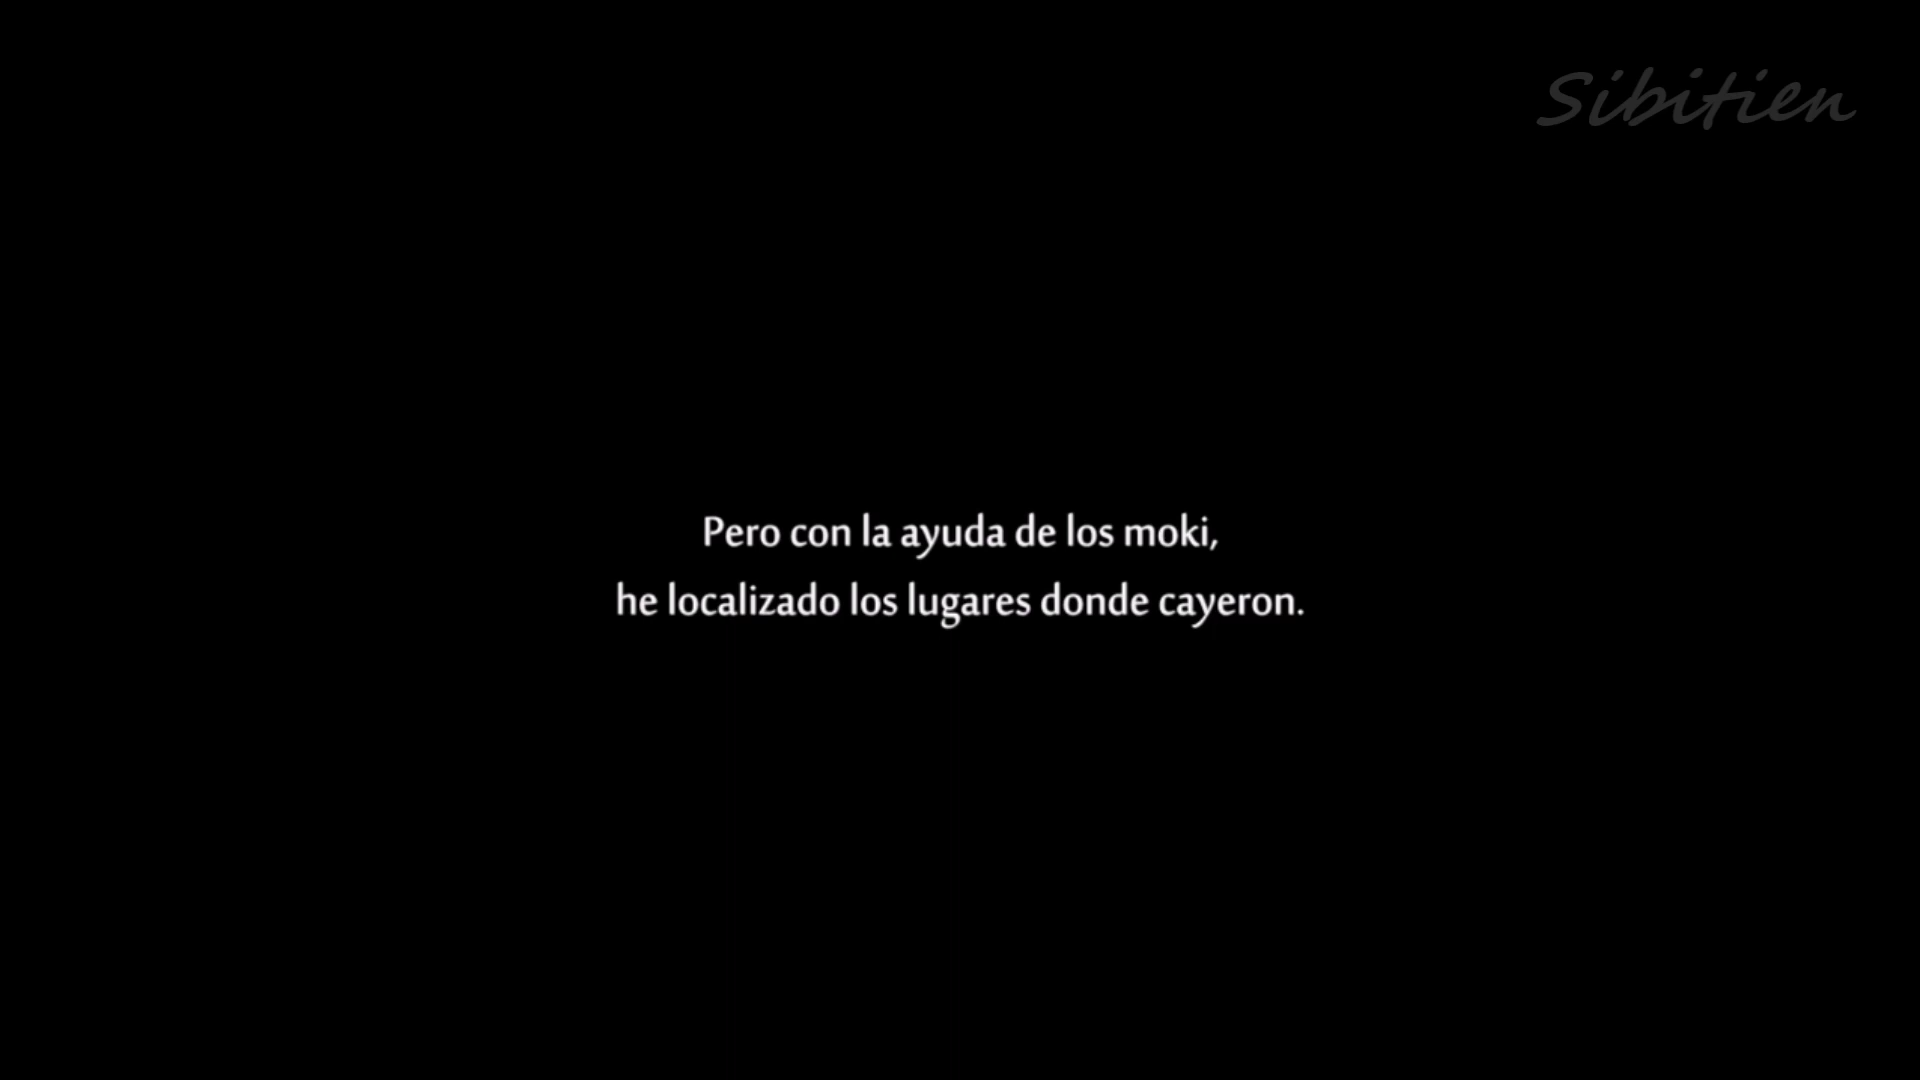 Sibitien
Pero con la ayuda de los moki,
he localizado los lugares donde cayeron.